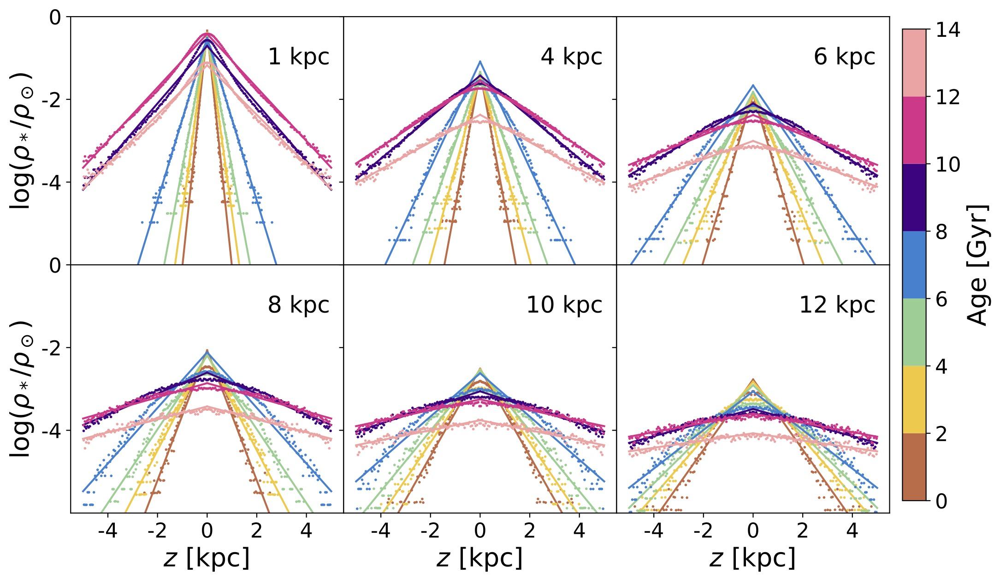 0
-2
-4
log(ρ*/ρ⊙)
1 kpc
4 kpc
6 kpc
0
-2
-4
log(ρ*/ρ⊙)
8 kpc
10 kpc
12 kpc
-4 -2 0 2 4
-4 -2 0 2 4
-4 -2 0 2 4
z [kpc]
z [kpc]
z [kpc]
14
12
10
8
6
4
2
0
Age [Gyr]